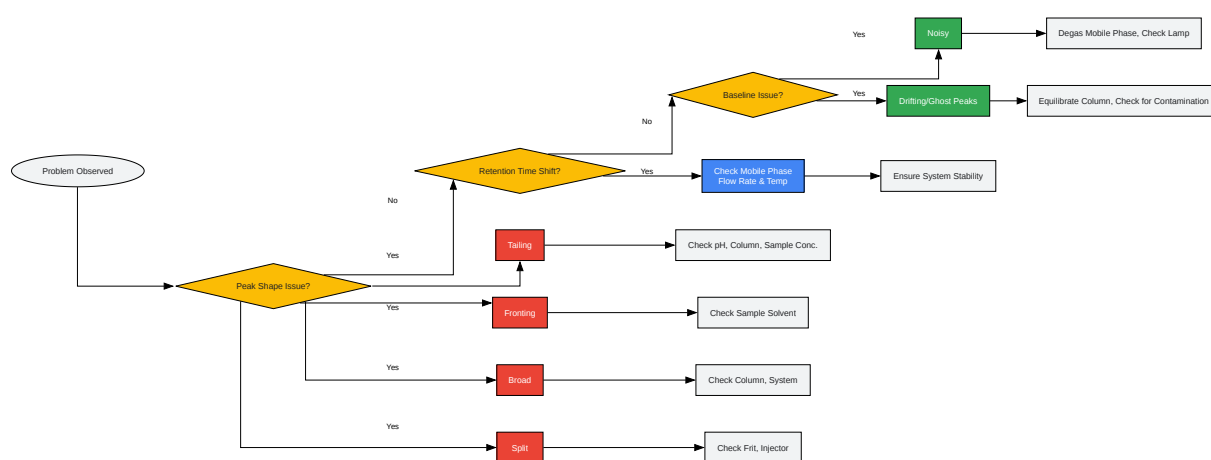 Yes
Noisy
Degas Mobile Phase, Check Lamp
Baseline Issue?
Yes
Drifting/Ghost Peaks
Equilibrate Column, Check for Contamination
No
Problem Observed
Retention Time Shift?
Yes
Check Mobile Phase
Flow Rate & Temp
Ensure System Stability
No
Tailing
Check pH, Column, Sample Conc.
Yes
Peak Shape Issue?
Yes
Fronting
Check Sample Solvent
Yes
Broad
Check Column, System
Yes
Split
Check Frit, Injector